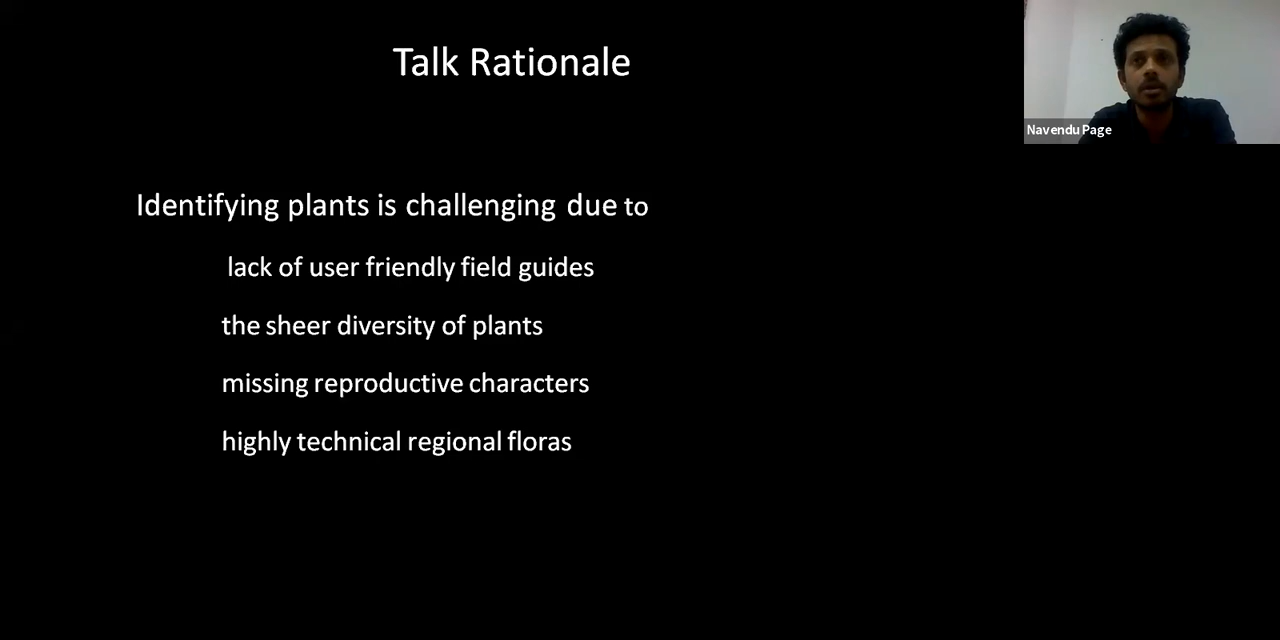 Talk Rationale
Navendu Page
Identifying plants is challenging due to
lack of user friendly field guides
the sheer diversity of plants
missing reproductive characters
highly technical regional floras